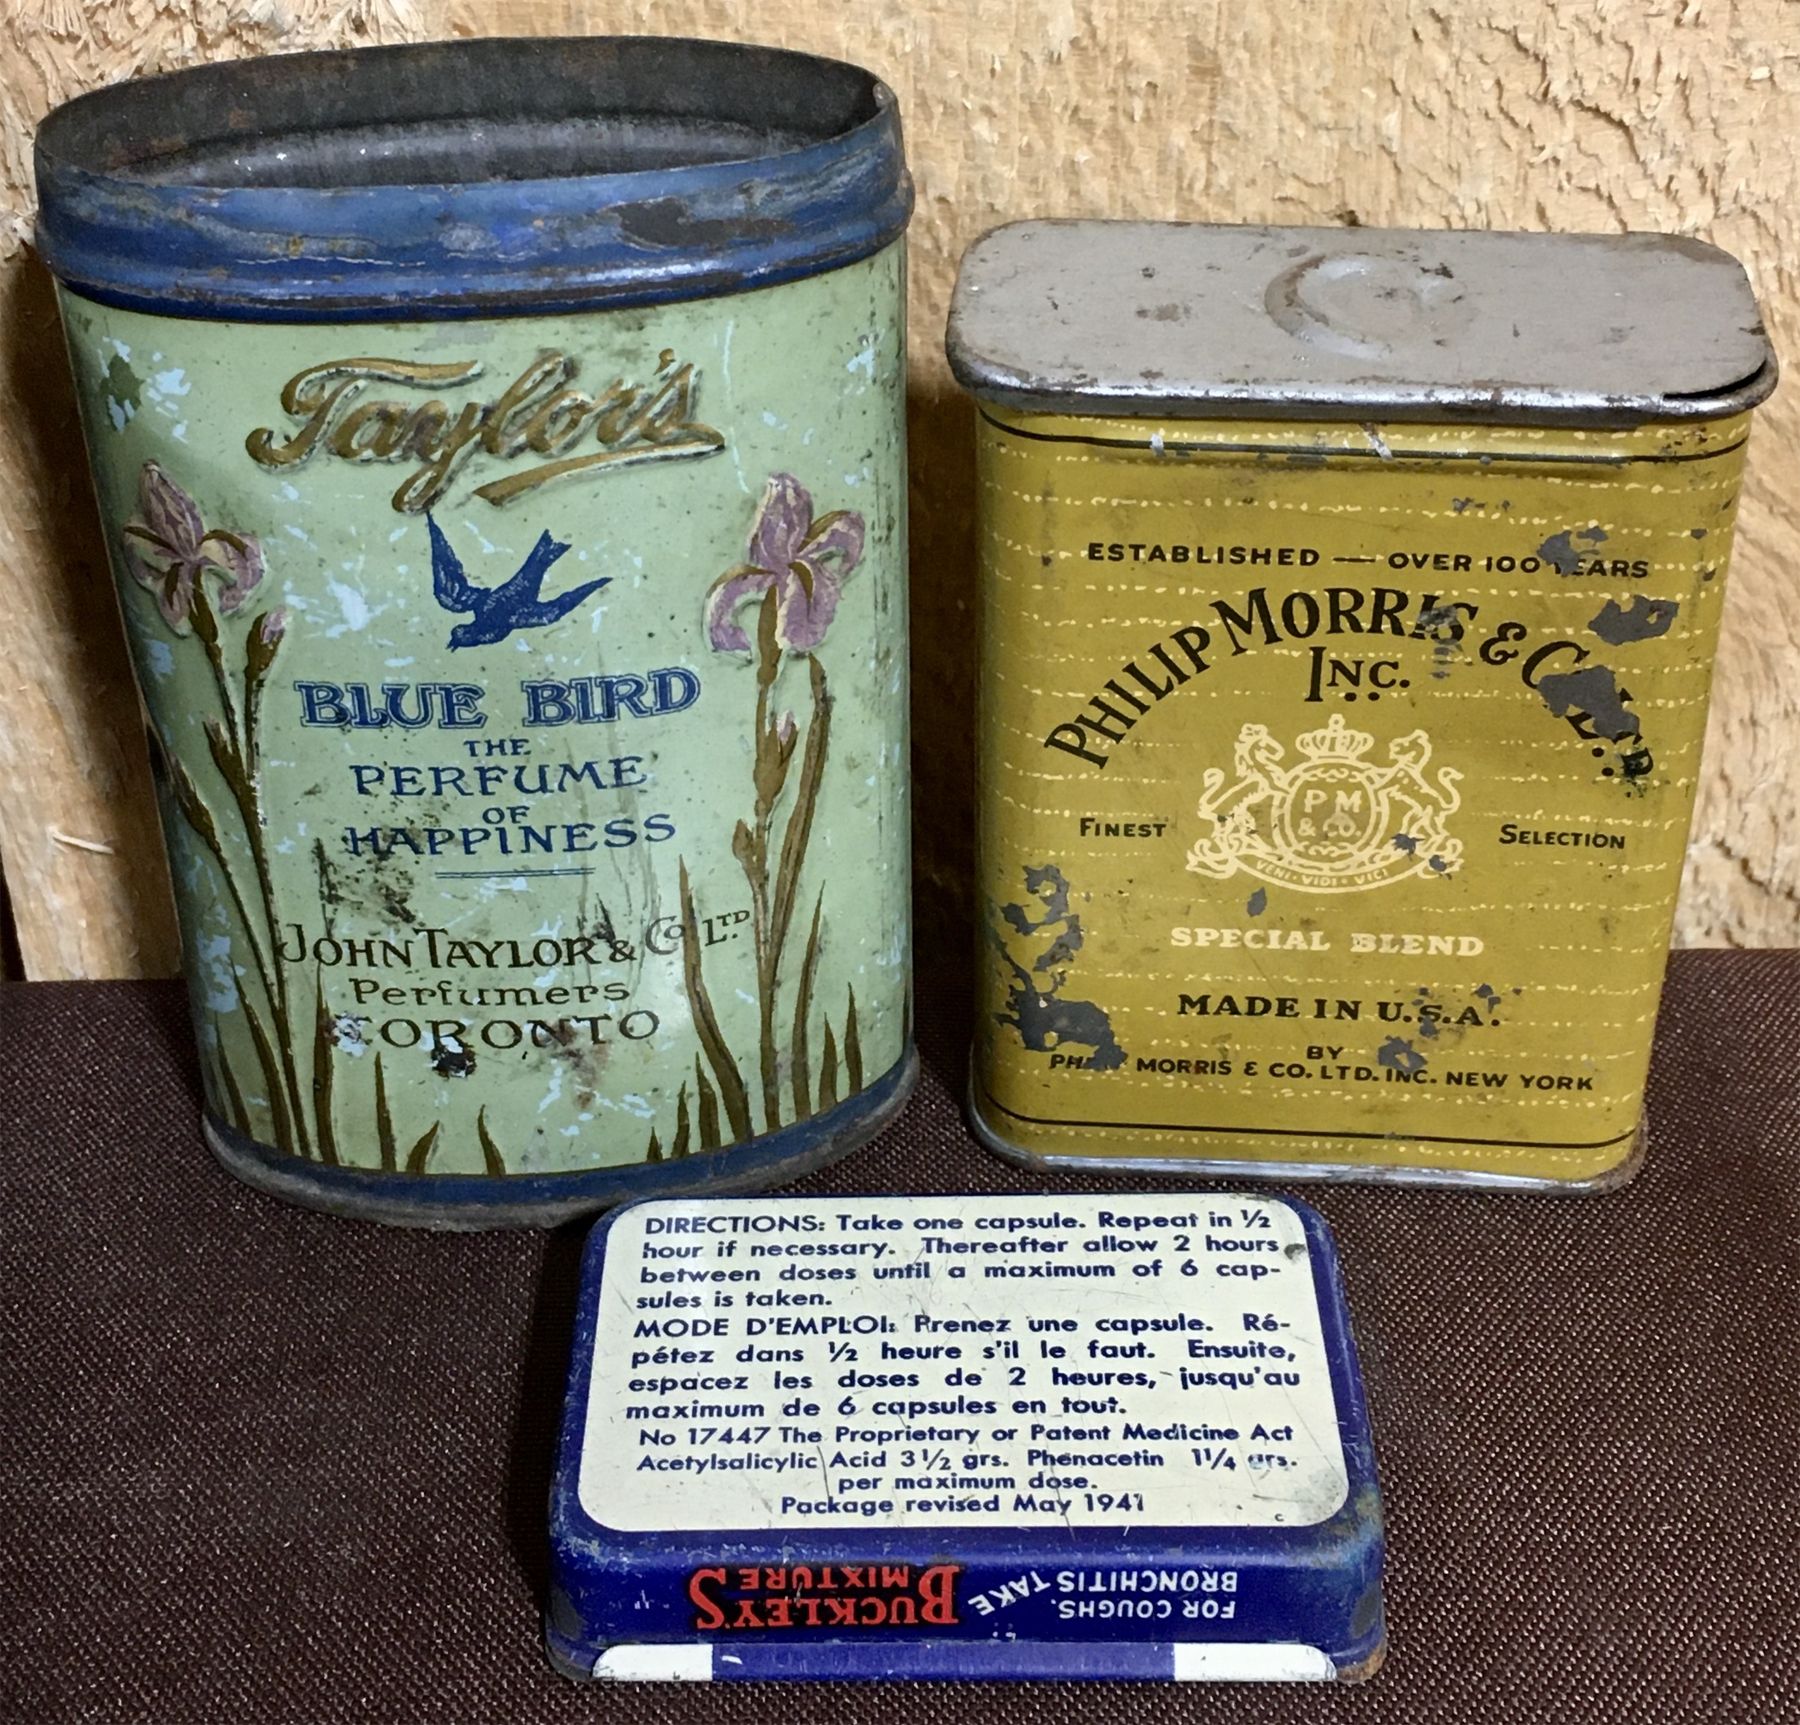 Taylor's
BLUE BIRD
THE
PERFUME
OF
HAPPINESS
JOHN TAYLOR & Co LTD.
Perfumers
TORONTO
ESTABLISHED — OVER 100 YEARS
PHILIP MORRIS & CO. LTD.
INC.
P M
& CO.
VENI · VIDI · VICI
FINEST SELECTION
SPECIAL BLEND
MADE IN U.S.A.
BY
MORRIS & CO. LTD. INC. NEW YORK
DIRECTIONS: Take one capsule. Repeat in ½
hour if necessary. Thereafter allow 2 hours
between doses until a maximum of 6 cap-
sules is taken.
MODE D'EMPLOI: Prenez une capsule. Ré-
pétez dans ½ heure s'il le faut. Ensuite,
espacez les doses de 2 heures, jusqu'au
maximum de 6 capsules en tout.
No 17447 The Proprietary or Patent Medicine Act
Acetylsalicylic Acid 3½ grs. Phenacetin 1¼ grs.
per maximum dose.
Package revised May 1941
c
FOR COUGHS,
BRONCHITIS TAKE
BUCKLEY'S
MIXTURE